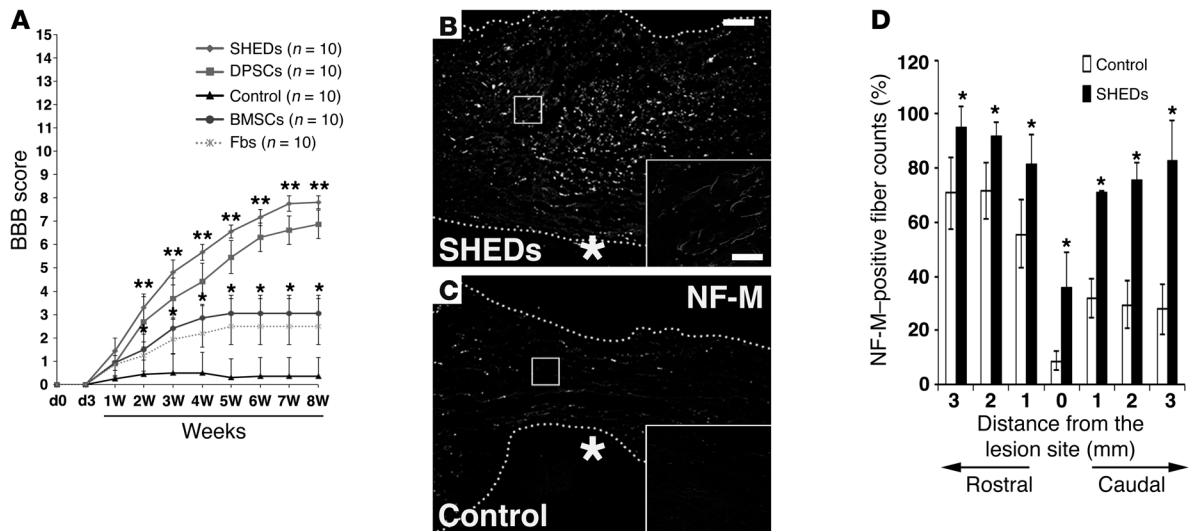 A
BBB score
15
14
13
12
11
10
9
8
7
6
5
4
3
2
1
0
SHEDs (n = 10)
DPSCs (n = 10)
Control (n = 10)
BMSCs (n = 10)
Fbs (n = 10)
** ** ** ** ** ** **
* * * * * * *
d0 d3 1W 2W 3W 4W 5W 6W 7W 8W
Weeks
B
SHEDs
*
C
NF-M
Control
*
D
NF-M–positive fiber counts (%)
120
100
80
60
40
20
0
Control
SHEDs
* * * * * * *
3 2 1 0 1 2 3
Distance from the
lesion site (mm)
Rostral Caudal